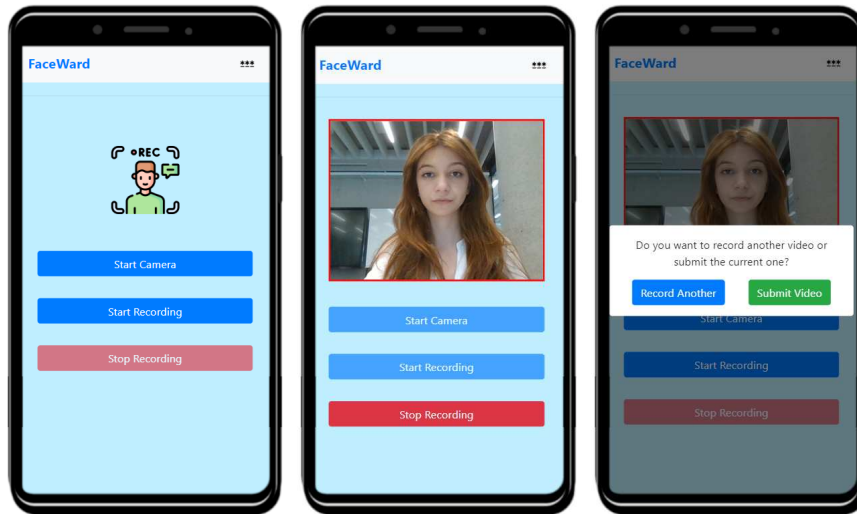 FaceWard
REC
Start Camera
Start Recording
Stop Recording
FaceWard
Start Camera
Start Recording
Stop Recording
FaceWard
Do you want to record another video or
submit the current one?
Record Another
Submit Video
Start Camera
Start Recording
Stop Recording